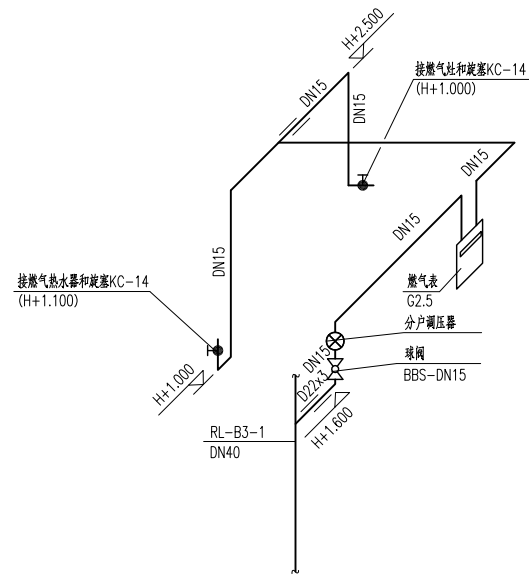 H+2.500
接燃气灶和旋塞KC-14
(H+1.000)
DN15
DN15
DN15
DN15
DN15
接燃气热水器和旋塞KC-14
(H+1.100)
燃气表
G2.5
分户调压器
DN15
球阀
BBS-DN15
D22x3
H+1.000
H+1.600
RL-B3-1
DN40